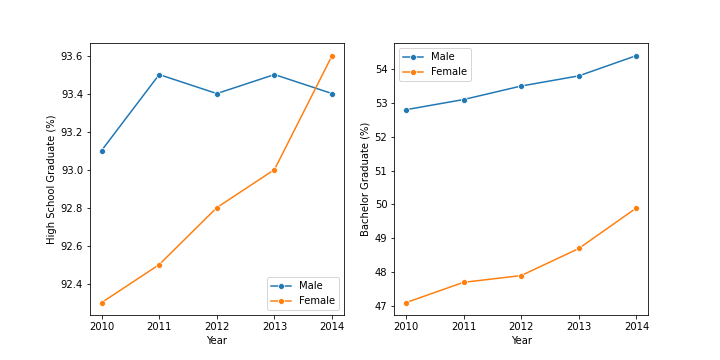 High School Graduate (%)
93.6
93.4
93.2
93.0
92.8
92.6
92.4
Male
Female
2010 2011 2012 2013 2014
Year
Bachelor Graduate (%)
Male
Female
54
53
52
51
50
49
48
47
2010 2011 2012 2013 2014
Year